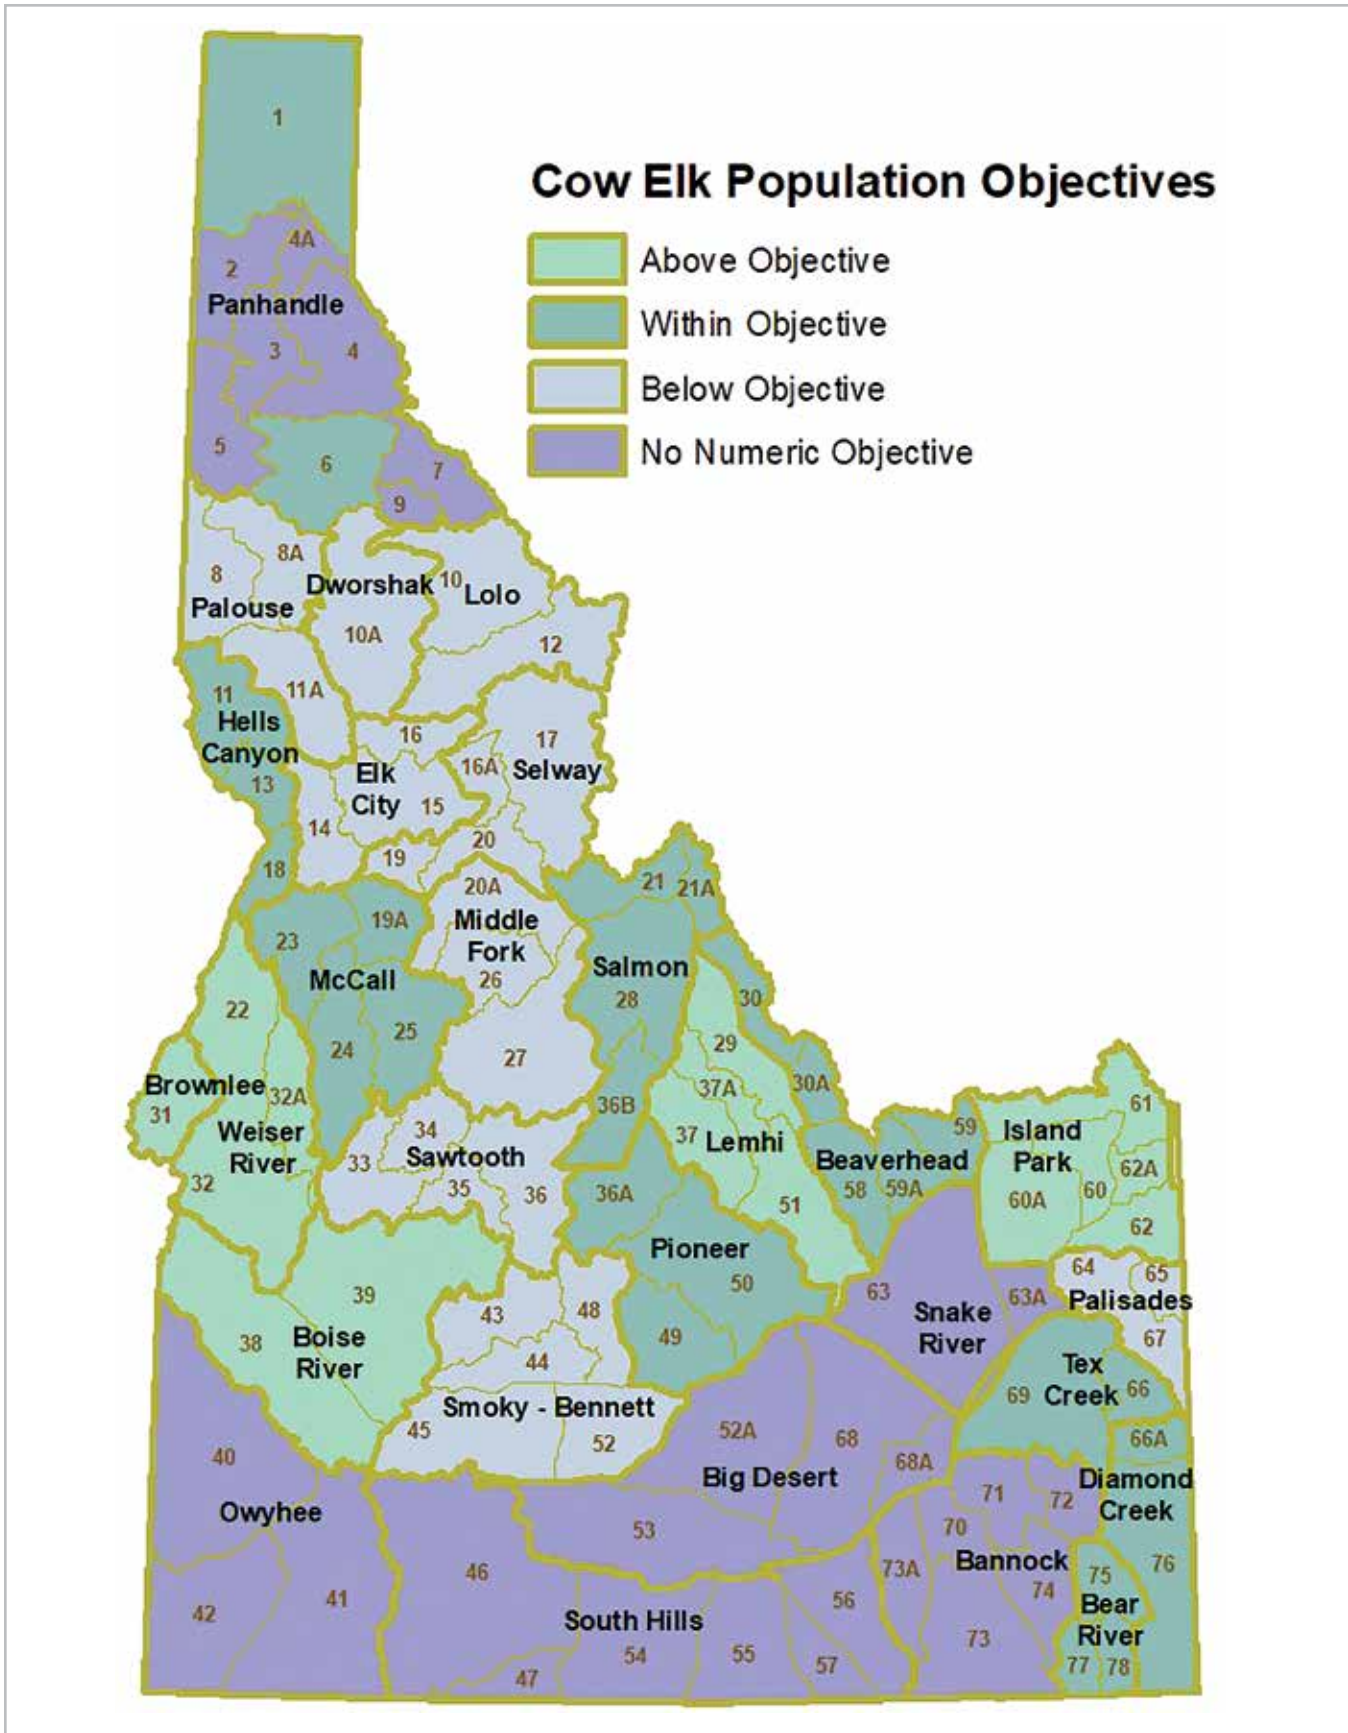 Cow Elk Population Objectives
Above Objective
Within Objective
Below Objective
No Numeric Objective
1
4A
2
Panhandle
3
4
5
6
7
9
8A
8
Dworshak
10
Lolo
Palouse
10A
12
11A
11
Hells
Canyon
13
16
17
16A
Selway
Elk
City
15
14
20
19
18
21
21A
20A
19A
Middle
Fork
23
26
McCall
Salmon
28
30
22
25
24
27
29
Brownlee
31
32A
37A
30A
36B
61
Weiser
River
34
37
Lemhi
59
Island
Park
33
Sawtooth
Beaverhead
62A
32
35
36
36A
58
59A
60A
60
51
62
Pioneer
50
64
65
39
43
48
63
63A
Palisades
Snake
River
38
Boise
River
49
67
44
Tex
Creek
69
66
Smoky - Bennett
45
52
52A
68
66A
40
68A
Big Desert
Diamond
Creek
71
72
Owyhee
53
70
Bannock
46
73A
74
75
76
42
41
56
Bear
River
South Hills
54
55
57
73
47
77
78